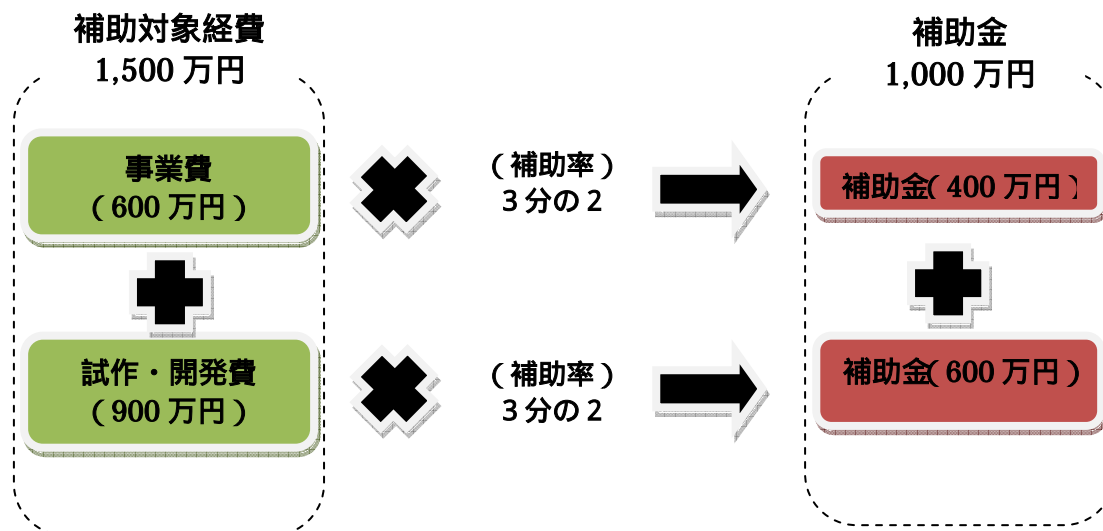 補助対象経費
1,500 万円
補助金
1,000 万円
事業費
（600 万円）
（補助率）
3 分の 2
補助金（400 万円）
試作・開発費
（900 万円）
（補助率）
3 分の 2
補助金（600 万円）